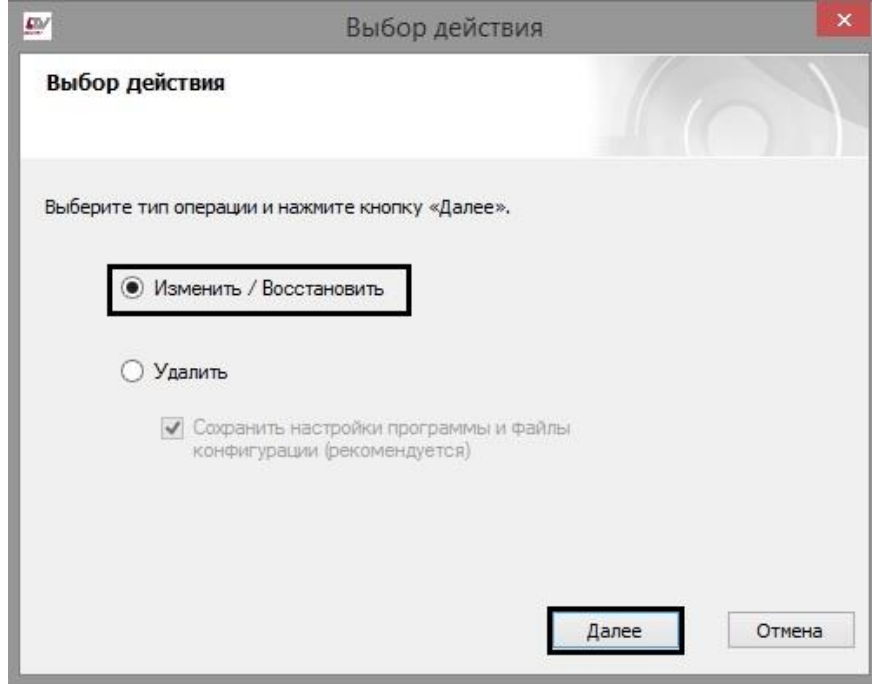 Выбор действия
Выбор действия
Выберите тип операции и нажмите кнопку «Далее».
Изменить / Восстановить
Удалить
Сохранить настройки программы и файлы
конфигурации (рекомендуется)
Далее
Отмена